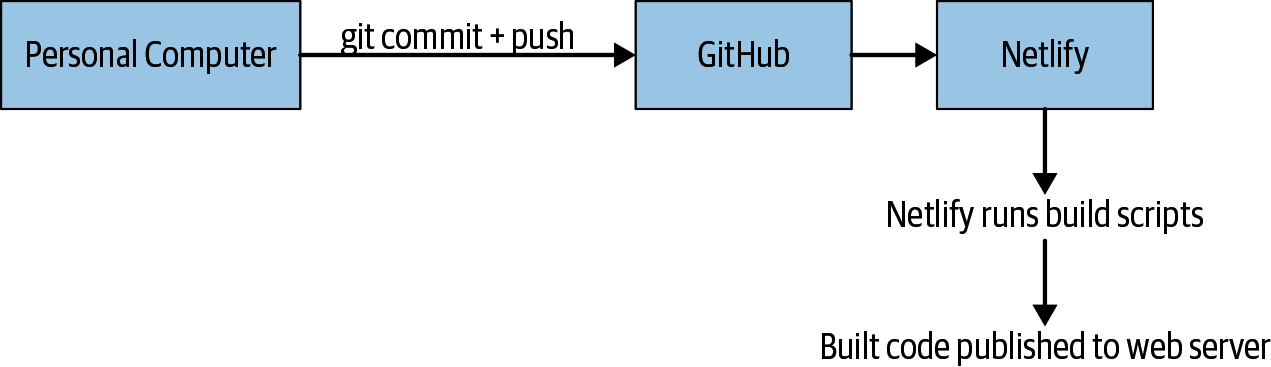 Personal Computer
git commit + push
GitHub
Netlify
Netlify runs build scripts
Built code published to web server